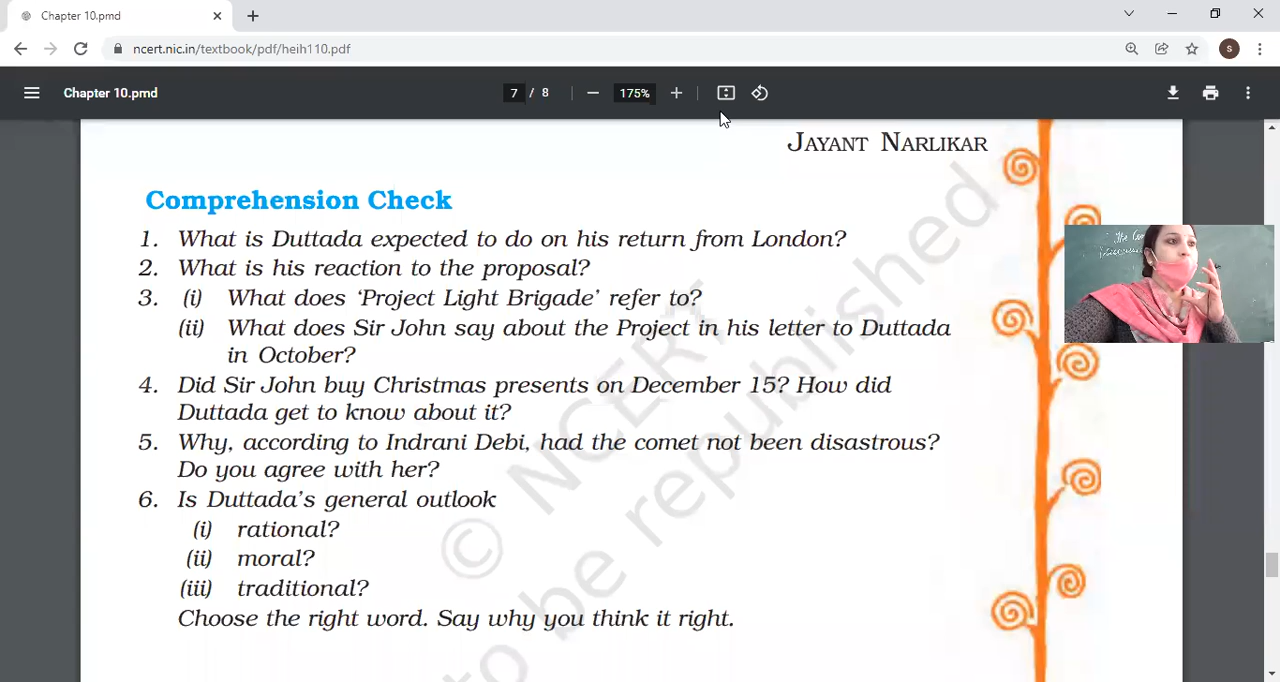 Chapter 10.pmd
ncert.nic.in/textbook/pdf/heih110.pdf
S
Chapter 10.pmd
7 / 8
175%
JAYANT NARLIKAR
Comprehension Check
1. What is Duttada expected to do on his return from London?
2. What is his reaction to the proposal?
3. (i) What does ‘Project Light Brigade’ refer to?
(ii) What does Sir John say about the Project in his letter to Duttada
in October?
4. Did Sir John buy Christmas presents on December 15? How did
Duttada get to know about it?
5. Why, according to Indrani Debi, had the comet not been disastrous?
Do you agree with her?
6. Is Duttada’s general outlook
(i) rational?
(ii) moral?
(iii) traditional?
Choose the right word. Say why you think it right.
© NCERT
to be republished
The